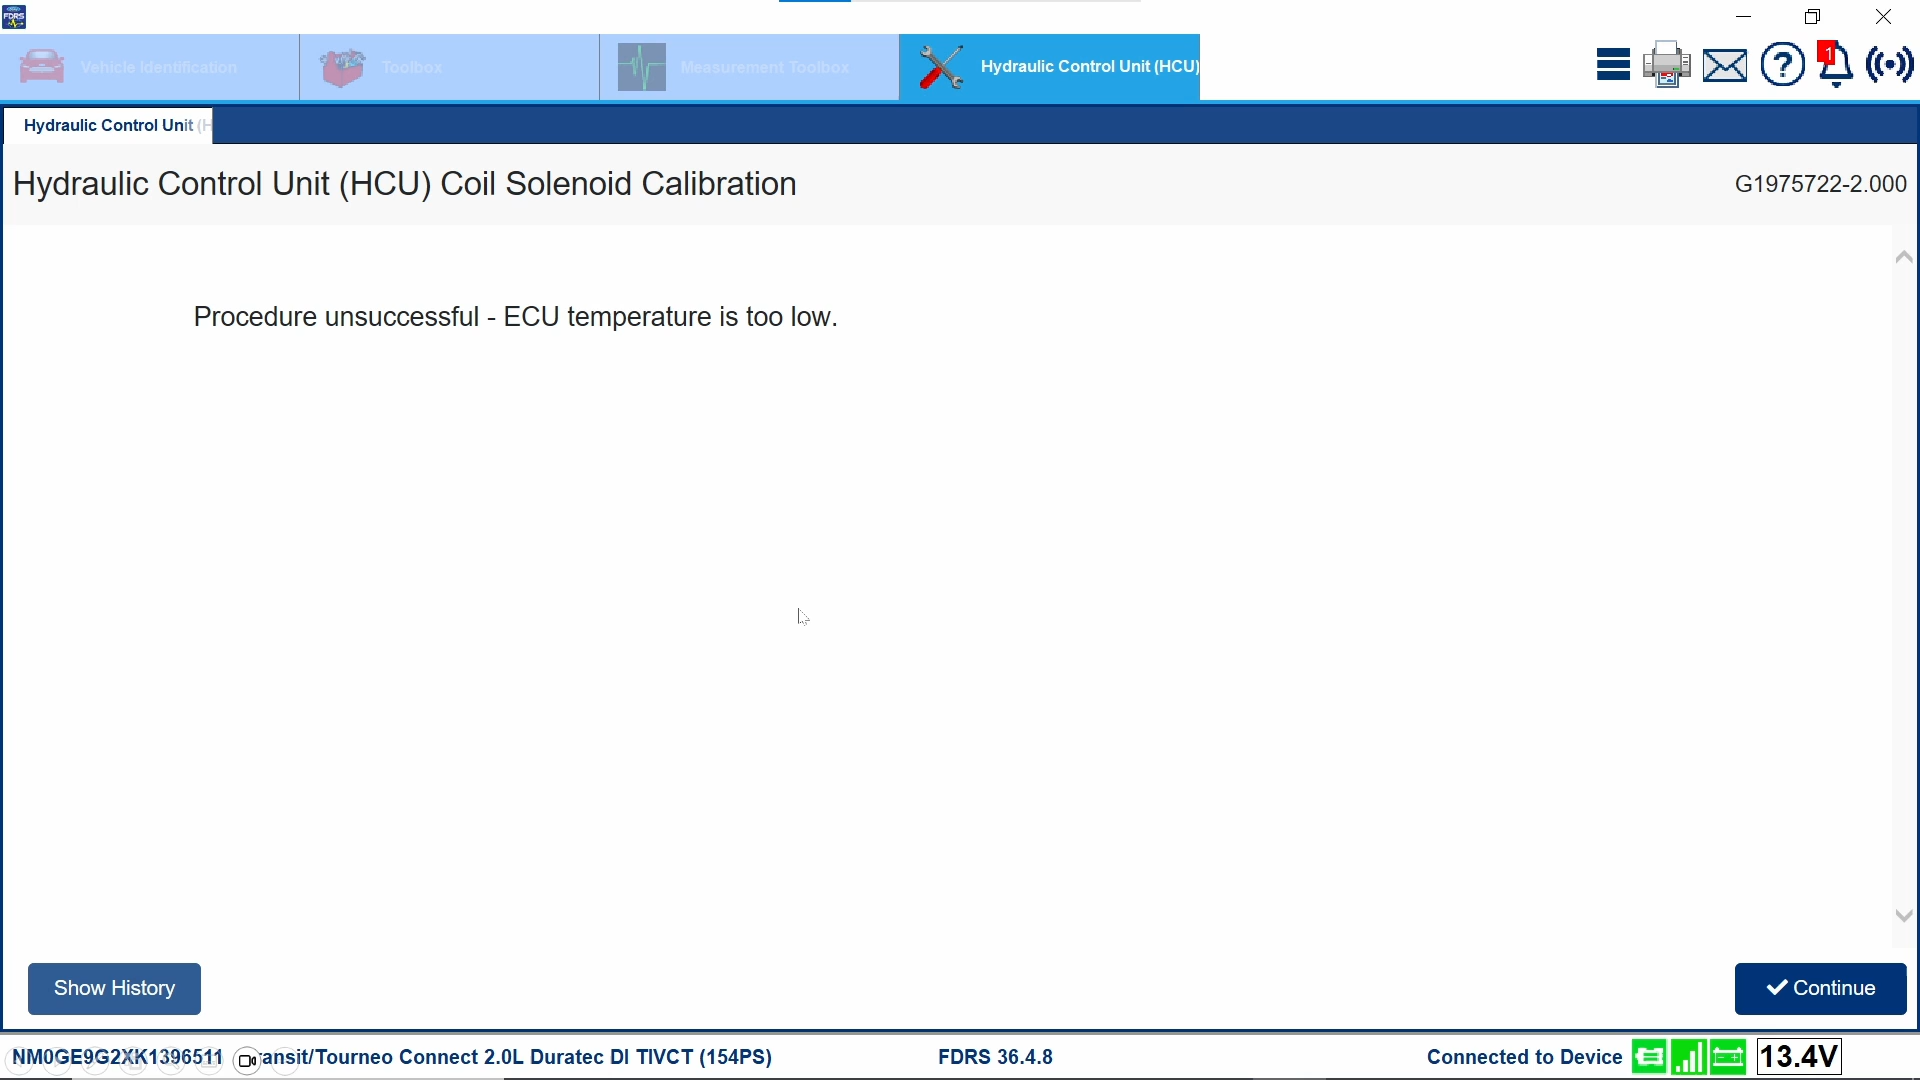 FDRS
Vehicle Identification
Toolbox
Measurement Toolbox
Hydraulic Control Unit (HCU)
1
Hydraulic Control Unit (H
Hydraulic Control Unit (HCU) Coil Solenoid Calibration
G1975722-2.000
Procedure unsuccessful - ECU temperature is too low.
Show History
Continue
NM0GE9G2XK1396511
ansit/Tourneo Connect 2.0L Duratec DI TIVCT (154PS)
FDRS 36.4.8
Connected to Device
13.4V